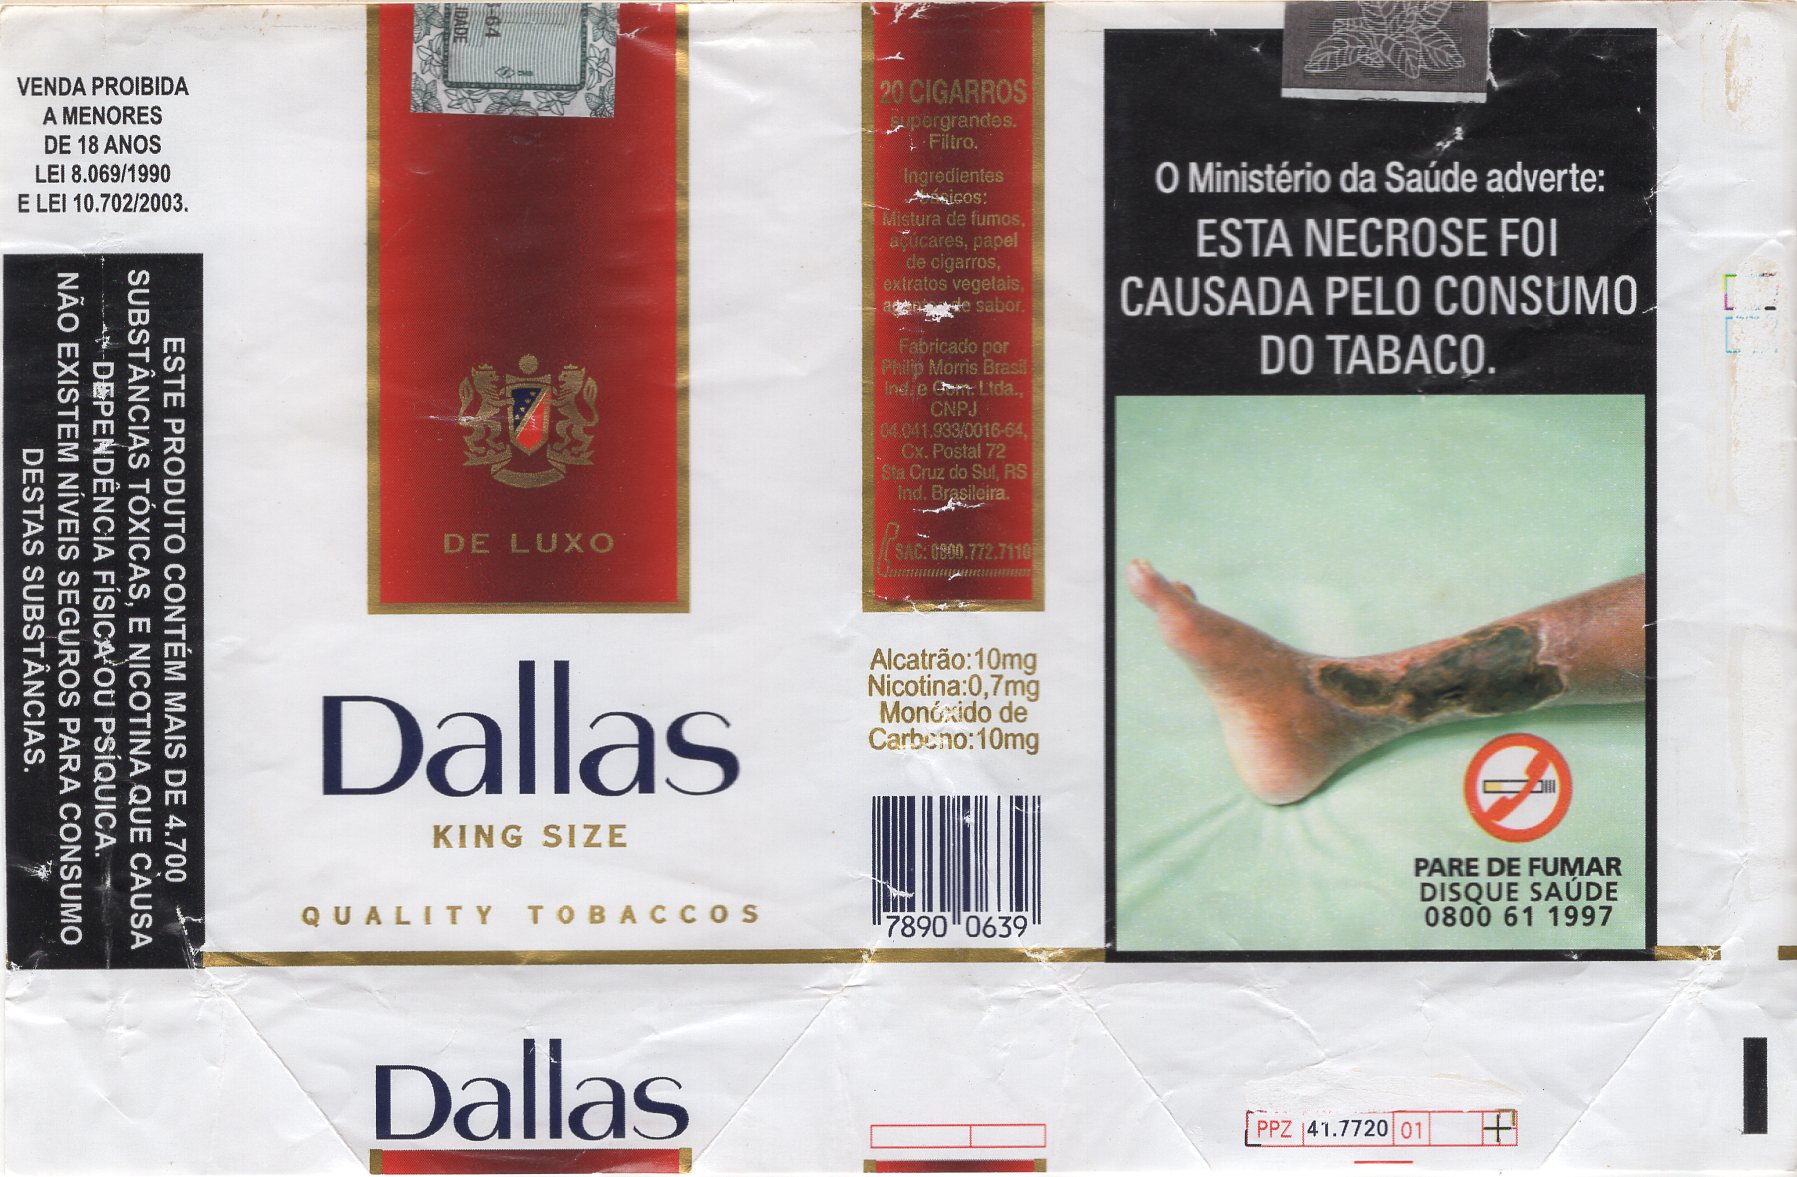 VENDA PROIBIDA
A MENORES
DE 18 ANOS
LEI 8.069/1990
E LEI 10.702/2003.
ESTE PRODUTO CONTÉM MAIS DE 4.700
SUBSTÂNCIAS TÓXICAS, E NICOTINA QUE CAUSA
DEPENDÊNCIA FÍSICA OU PSÍQUICA.
NÃO EXISTEM NÍVEIS SEGUROS PARA CONSUMO
DESTAS SUBSTÂNCIAS.
DE LUXO
Dallas
KING SIZE
QUALITY TOBACCOS
Dallas
20 CIGARROS
supergrandes.
Filtro.
Ingredientes
básicos:
Mistura de fumos,
açúcares, papel
de cigarros,
extratos vegetais,
agentes de sabor.
Fabricado por
Philip Morris Brasil
Ind. e Com. Ltda.,
CNPJ
04.041.933/0016-64,
Cx. Postal 72
Sta Cruz do Sul, RS
Ind. Brasileira.
SAC: 0800.772.7110
Alcatrão:10mg
Nicotina:0,7mg
Monóxido de
Carbono:10mg
7890 0639
O Ministério da Saúde adverte:
ESTA NECROSE FOI
CAUSADA PELO CONSUMO
DO TABACO.
PARE DE FUMAR
DISQUE SAÚDE
0800 61 1997
PPZ 41.7720 01